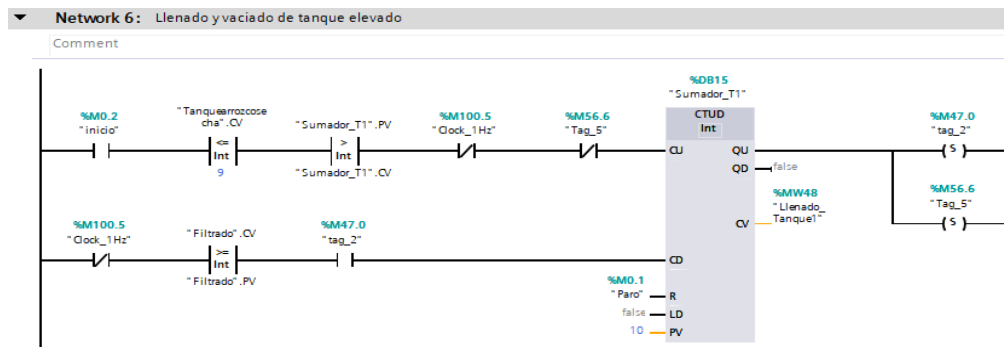 Network 6: Llenado y vaciado de tanque elevado
Comment
%DB15
"Sumador_T1"
%M0.2
"inicio"
"Tanquearrozcose
cha".CV
<=
Int
9
"Sumador_T1".PV
>
Int
"Sumador_T1".CV
%M100.5
"Clock_1Hz"
%M56.6
"Tag_5"
CTUD
Int
CU
QU
QD
false
CV
%MW48
"Llenado_
Tanque1"
%M47.0
"tag_2"
S
%M56.6
"Tag_5"
S
%M100.5
"Clock_1Hz"
"Filtrado".CV
>=
Int
"Filtrado".PV
%M47.0
"tag_2"
CD
%M0.1
"Paro"
R
false
LD
10
PV